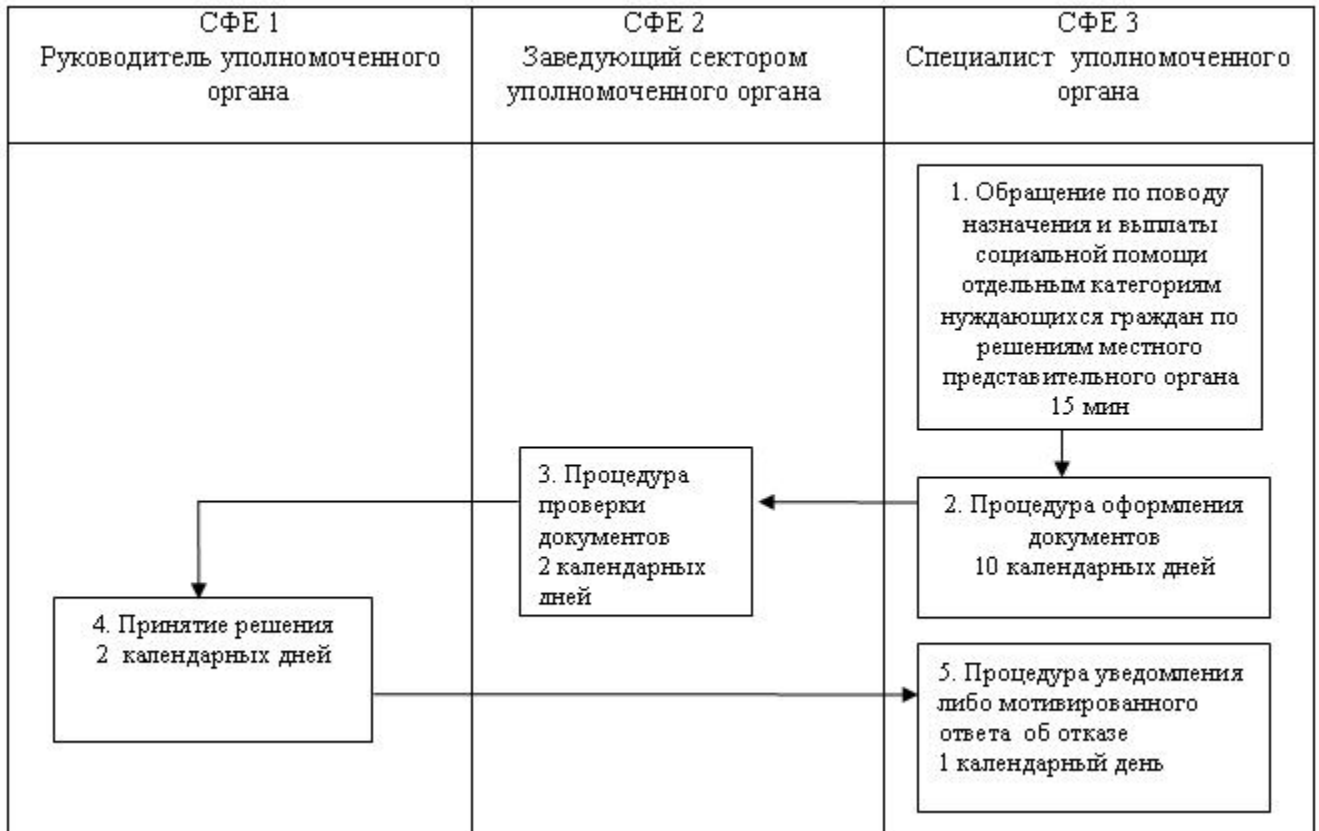 СФЕ 1
Руководитель уполномоченного
органа
СФЕ 2
Заведующий сектором
уполномоченного органа
СФЕ 3
Специалист уполномоченного
органа
1. Обращение по поводу
назначения и выплаты
социальной помощи
отдельным категориям
нуждающихся граждан по
решениям местного
представительного органа
15 мин
2. Процедура оформления
документов
10 календарных дней
3. Процедура
проверки
документов
2 календарных
дней
4. Принятие решения
2 календарных дней
5. Процедура уведомления
либо мотивированного
ответа об отказе
1 календарный день